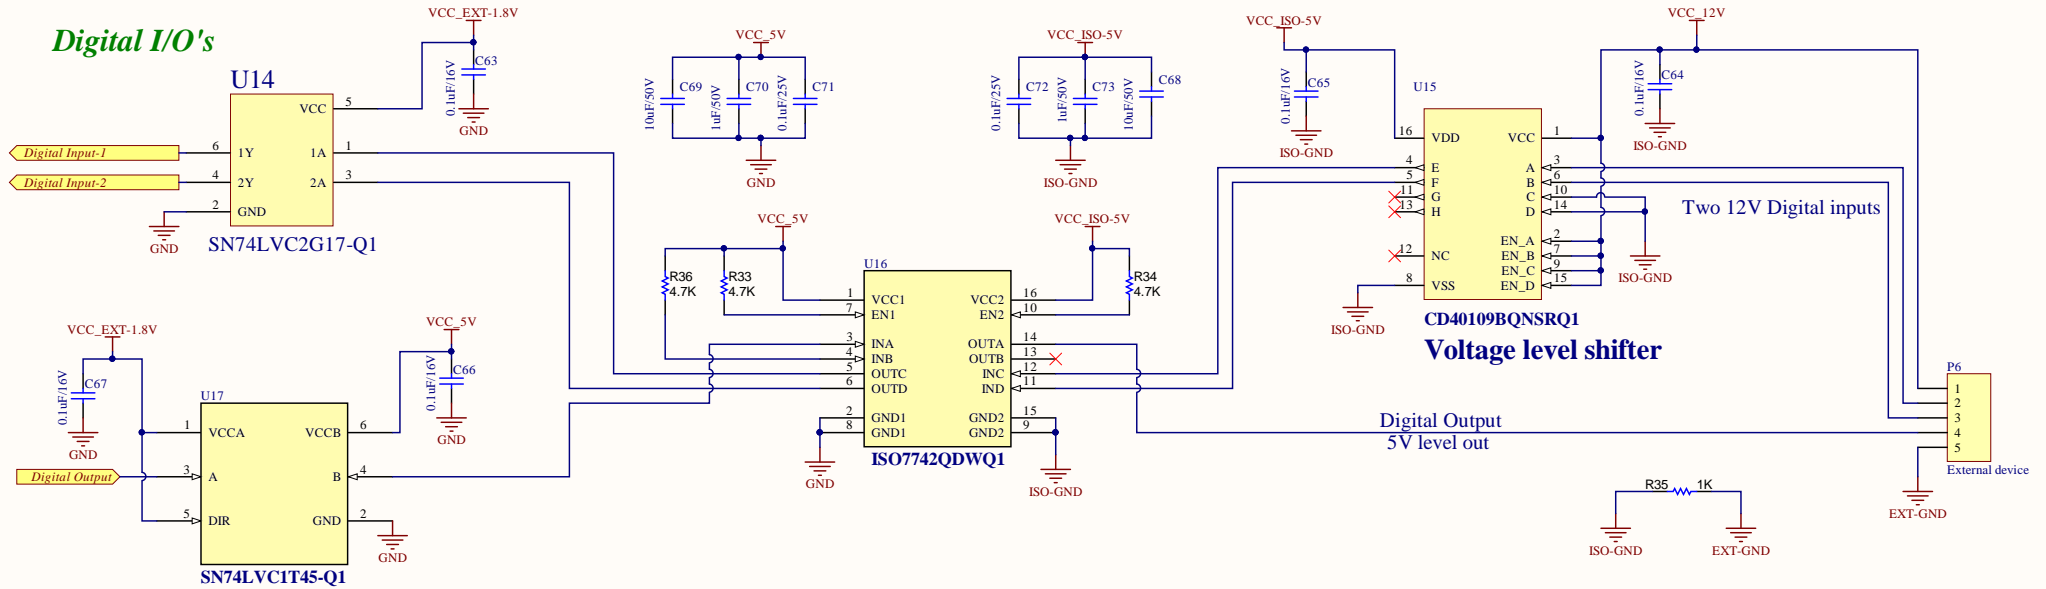 Digital I/O's
VCC_EXT-1.8V
C63
0.1uF/16V
GND
U14
VCC 5
Digital Input-1 6 1Y 1A 1
Digital Input-2 4 2Y 2A 3
2 GND
GND
SN74LVC2G17-Q1
VCC_5V
C69 C70 C71
10uF/50V 1uF/50V 0.1uF/25V
GND
VCC_ISO-5V
C72 C73 C68
0.1uF/25V 1uF/50V 10uF/50V
ISO-GND
VCC_ISO-5V
C65
0.1uF/16V
ISO-GND
VCC_12V
C64
0.1uF/16V
ISO-GND
U15
16 VDD VCC 1
4 E A 3
5 F B 6
11 G C 10
13 H D 14
EN_A 2
12 NC EN_B 7
EN_C 9
8 VSS EN_D 15
ISO-GND
ISO-GND
CD40109BQNSRQ1
Voltage level shifter
Two 12V Digital inputs
VCC_5V
R36
4.7K
R33
4.7K
VCC_ISO-5V
R34
4.7K
U16
1 VCC1 VCC2 16
7 EN1 EN2 10
3 INA OUTA 14
4 INB OUTB 13
5 OUTC INC 12
6 OUTD IND 11
2 GND1 GND2 15
8 GND1 GND2 9
GND
ISO-GND
ISO7742QDWQ1
VCC_EXT-1.8V
C67
0.1uF/16V
GND
VCC_5V
C66
0.1uF/16V
GND
U17
1 VCCA VCCB 6
Digital Output 3 A B 4
5 DIR GND 2
GND
SN74LVC1T45-Q1
Digital Output
5V level out
P6
1
2
3
4
5
External device
EXT-GND
R35 1K
ISO-GND
EXT-GND